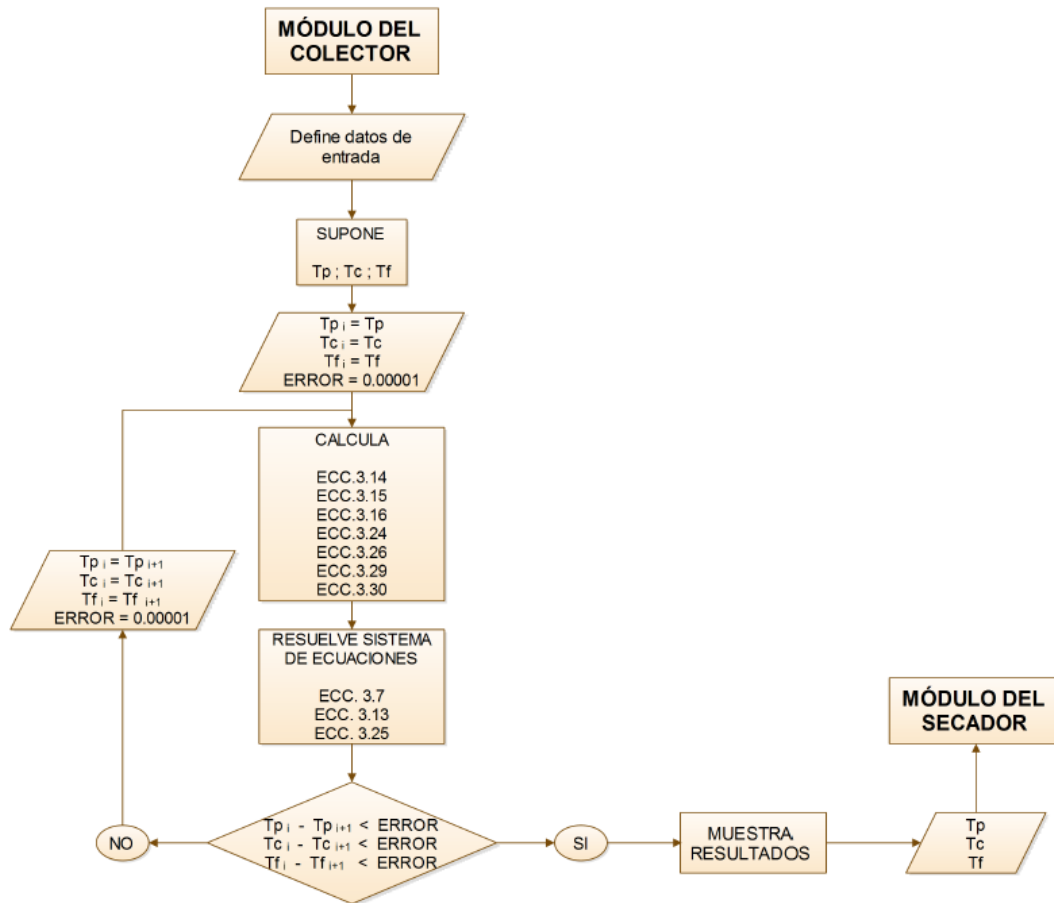 MÓDULO DEL
COLECTOR
Define datos de
entrada
SUPONE
Tp ; Tc ; Tf
Tp i = Tp
Tc i = Tc
Tf i = Tf
ERROR = 0.00001
CALCULA
ECC.3.14
ECC.3.15
ECC.3.16
ECC.3.24
ECC.3.26
ECC.3.29
ECC.3.30
Tp i = Tp i+1
Tc i = Tc i+1
Tf i = Tf i+1
ERROR = 0.00001
RESUELVE SISTEMA
DE ECUACIONES
ECC. 3.7
ECC. 3.13
ECC. 3.25
Tp i - Tp i+1 < ERROR
Tc i - Tc i+1 < ERROR
Tf i - Tf i+1 < ERROR
NO
SI
MUESTRA.
RESULTADOS
Tp
Tc
Tf
MÓDULO DEL
SECADOR